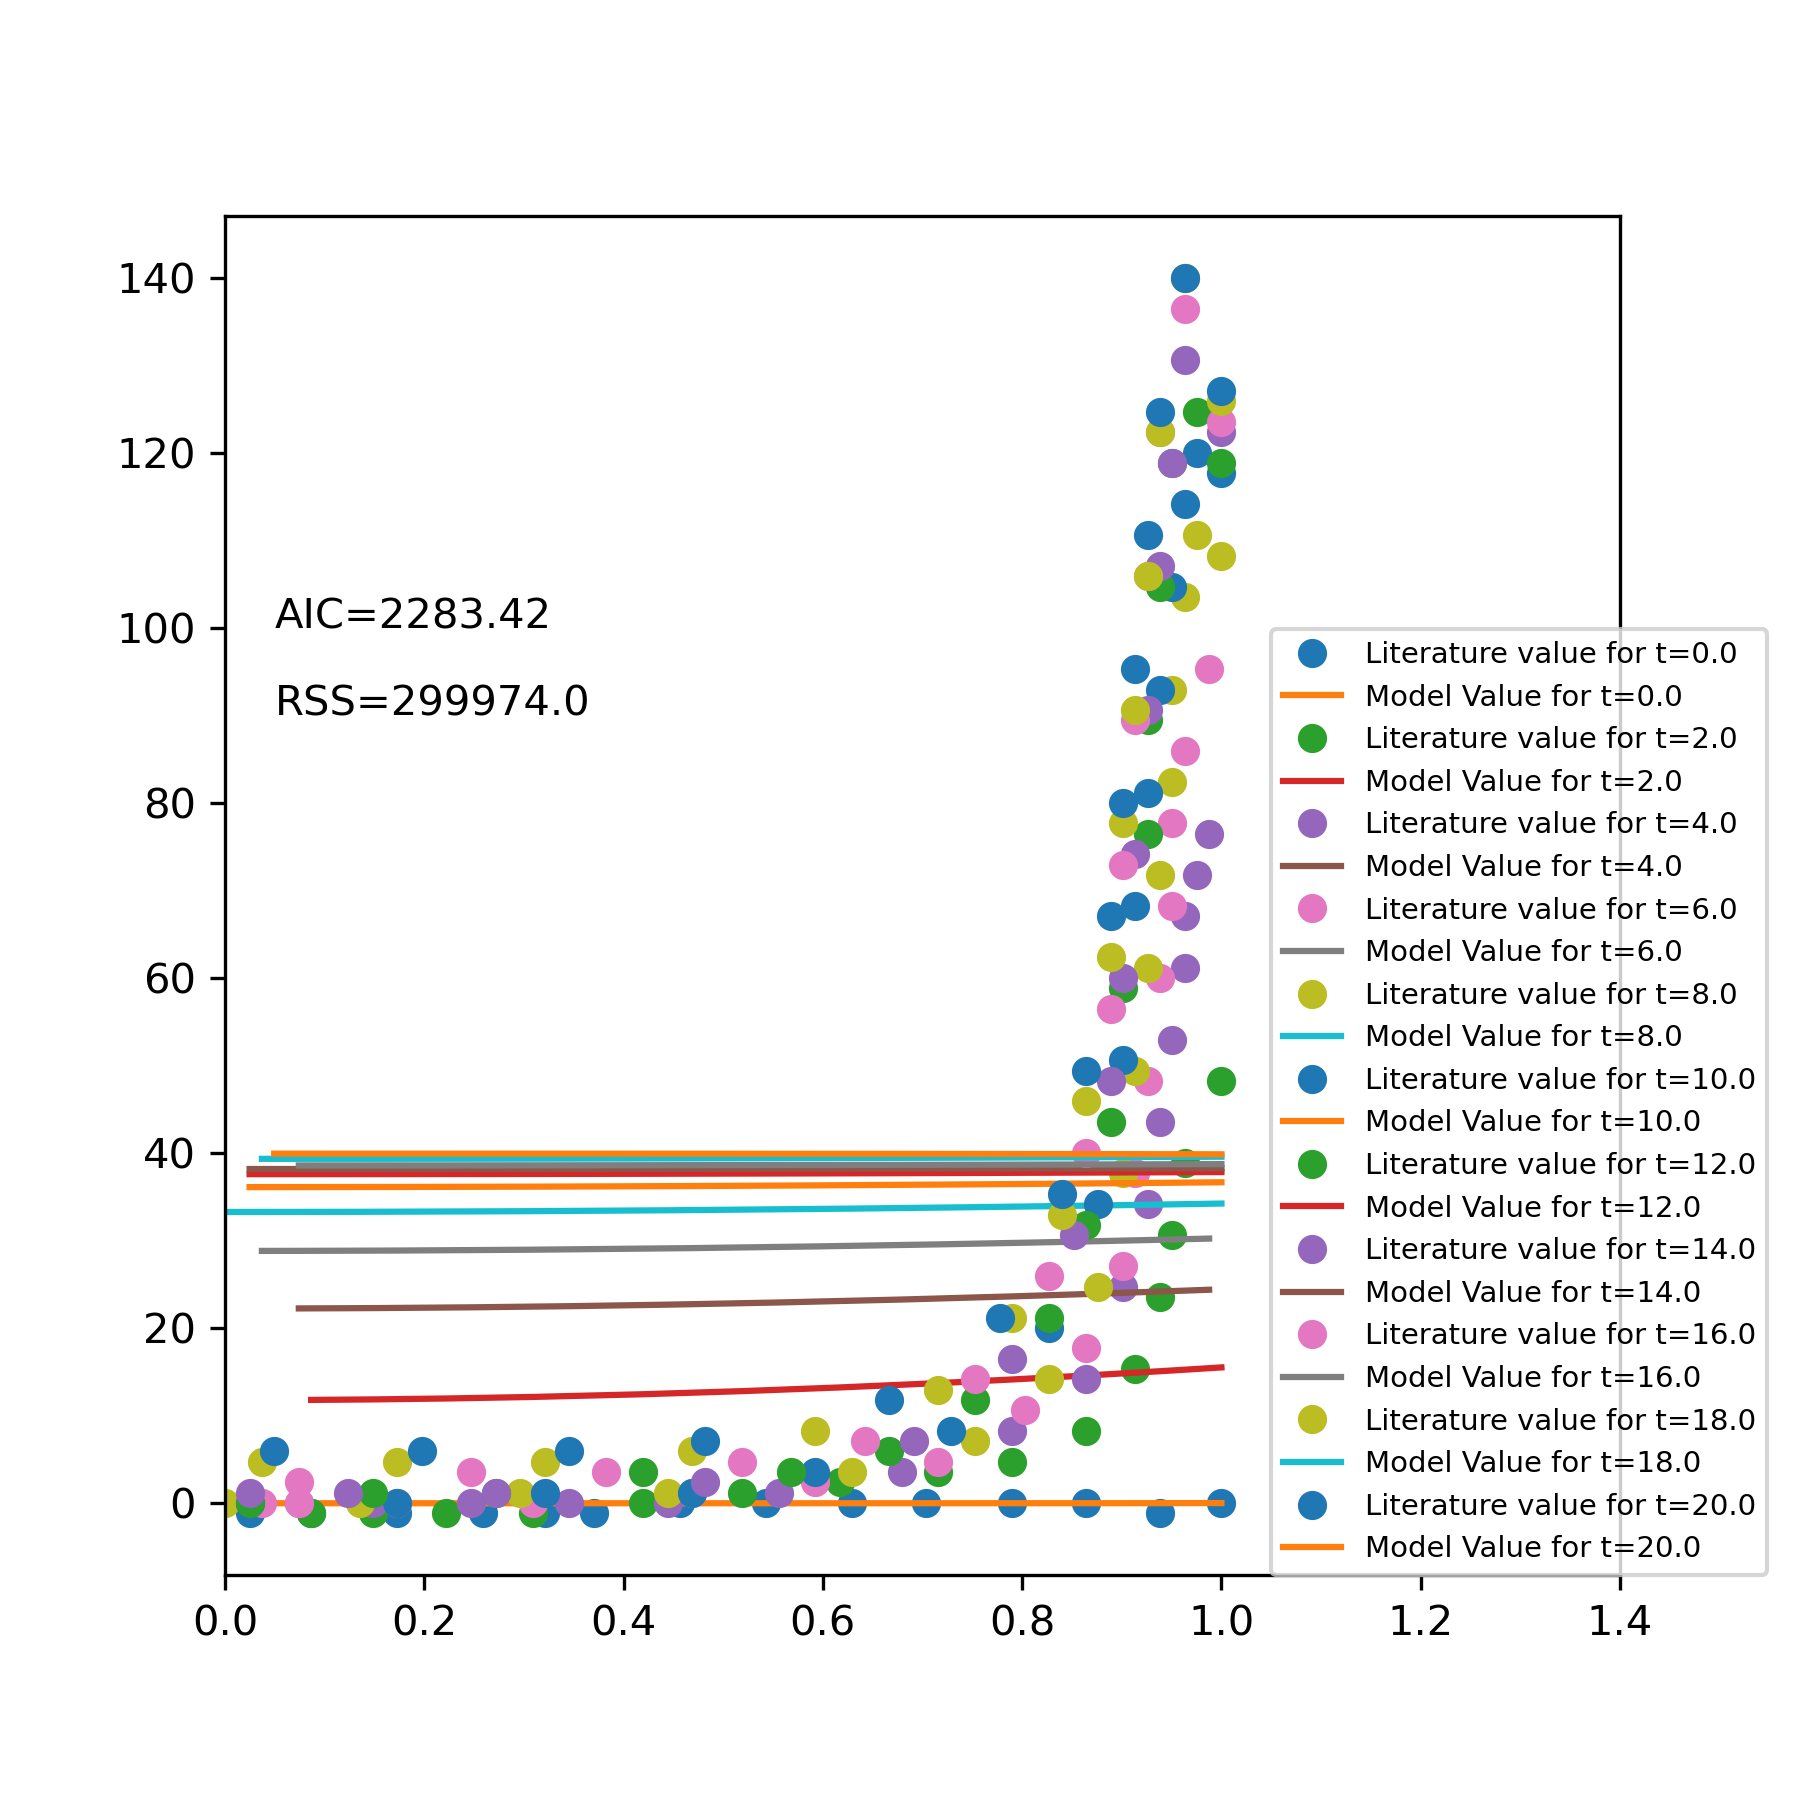 140
120
100
80
60
40
20
0
AIC=2283.42
RSS=299974.0
Literature value for t=0.0
Model Value for t=0.0
Literature value for t=2.0
Model Value for t=2.0
Literature value for t=4.0
Model Value for t=4.0
Literature value for t=6.0
Model Value for t=6.0
Literature value for t=8.0
Model Value for t=8.0
Literature value for t=10.0
Model Value for t=10.0
Literature value for t=12.0
Model Value for t=12.0
Literature value for t=14.0
Model Value for t=14.0
Literature value for t=16.0
Model Value for t=16.0
Literature value for t=18.0
Model Value for t=18.0
Literature value for t=20.0
Model Value for t=20.0
0.0 0.2 0.4 0.6 0.8 1.0 1.2 1.4